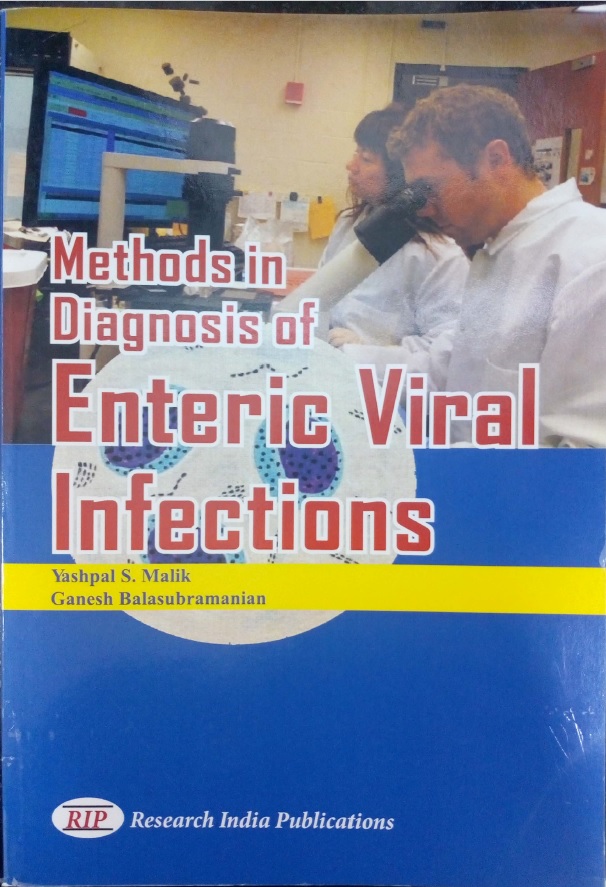 Methods in
Diagnosis of
Enteric Viral
Infections
Yashpal S. Malik
Ganesh Balasubramanian
RIP Research India Publications